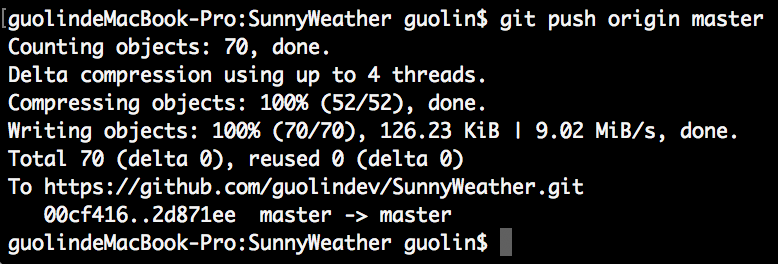 guolindeMacBook-Pro:SunnyWeather guolin$ git push origin master
Counting objects: 70, done.
Delta compression using up to 4 threads.
Compressing objects: 100% (52/52), done.
Writing objects: 100% (70/70), 126.23 KiB | 9.02 MiB/s, done.
Total 70 (delta 0), reused 0 (delta 0)
To https://github.com/guolindev/SunnyWeather.git
   00cf416..2d871ee  master -> master
guolindeMacBook-Pro:SunnyWeather guolin$